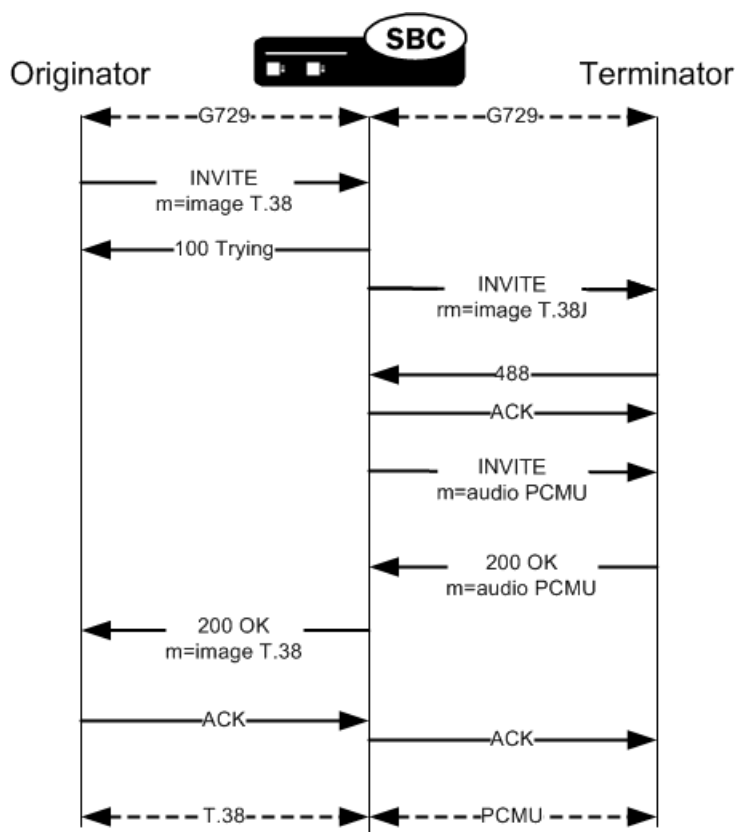 SBC
Originator
Terminator
G729
G729
INVITE
m=image T.38
100 Trying
INVITE
rm=image T.38J
488
ACK
INVITE
m=audio PCMU
200 OK
m=audio PCMU
200 OK
m=image T.38
ACK
ACK
T.38
PCMU